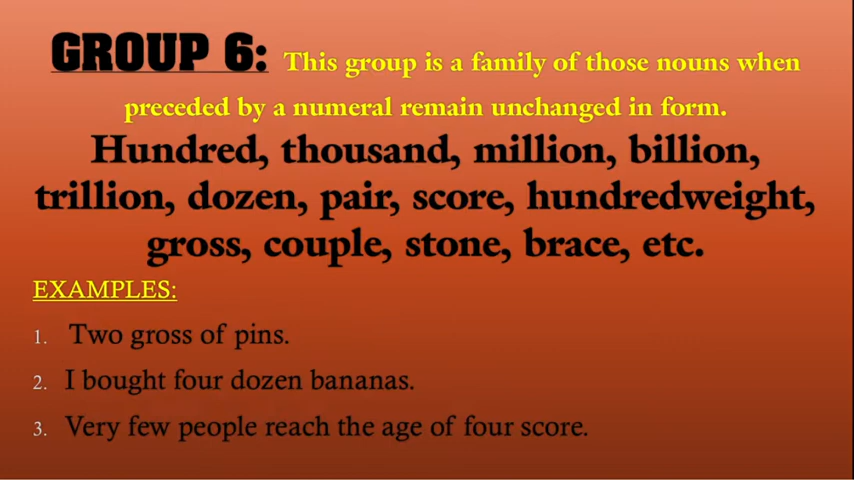 GROUP 6: This group is a family of those nouns when
preceded by a numeral remain unchanged in form.
Hundred, thousand, million, billion,
trillion, dozen, pair, score, hundredweight,
gross, couple, stone, brace, etc.
EXAMPLES:
1. Two gross of pins.
2. I bought four dozen bananas.
3. Very few people reach the age of four score.